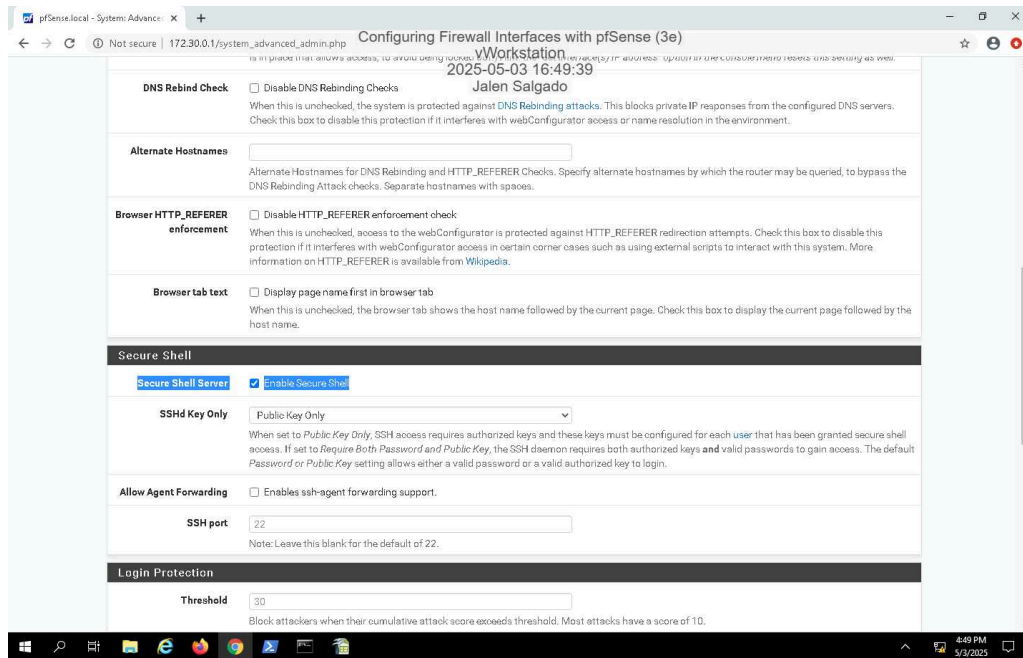 pfSense.local - System: Advanced
Not secure | 172.30.0.1/system_advanced_admin.php
Configuring Firewall Interfaces with pfSense (3e)
vWorkstation
2025-05-03 16:49:39
Jalen Salgado
DNS Rebind Check
Disable DNS Rebinding Checks
When this is unchecked, the system is protected against DNS Rebinding attacks. This blocks private IP responses from the configured DNS servers.
Check this box to disable this protection if it interferes with webConfigurator access or name resolution in the environment.
Alternate Hostnames
Alternate Hostnames for DNS Rebinding and HTTP_REFERER Checks. Specify alternate hostnames by which the router may be queried, to bypass the
DNS Rebinding Attack checks. Separate hostnames with spaces.
Browser HTTP_REFERER
enforcement
Disable HTTP_REFERER enforcement check
When this is unchecked, access to the webConfigurator is protected against HTTP_REFERER redirection attempts. Check this box to disable this
protection if it interferes with webConfigurator access in certain corner cases such as using external scripts to interact with this system. More
information on HTTP_REFERER is available from Wikipedia.
Browser tab text
Display page name first in browser tab
When this is unchecked, the browser tab shows the host name followed by the current page. Check this box to display the current page followed by the
host name.
Secure Shell
Secure Shell Server
Enable Secure Shell
SSHd Key Only
Public Key Only
When set to Public Key Only, SSH access requires authorized keys and these keys must be configured for each user that has been granted secure shell
access. If set to Require Both Password and Public Key, the SSH daemon requires both authorized keys and valid passwords to gain access. The default
Password or Public Key setting allows either a valid password or a valid authorized key to login.
Allow Agent Forwarding
Enables ssh-agent forwarding support.
SSH port
22
Note: Leave this blank for the default of 22.
Login Protection
Threshold
30
Block attackers when their cumulative attack score exceeds threshold. Most attacks have a score of 10.
4:49 PM
5/3/2025